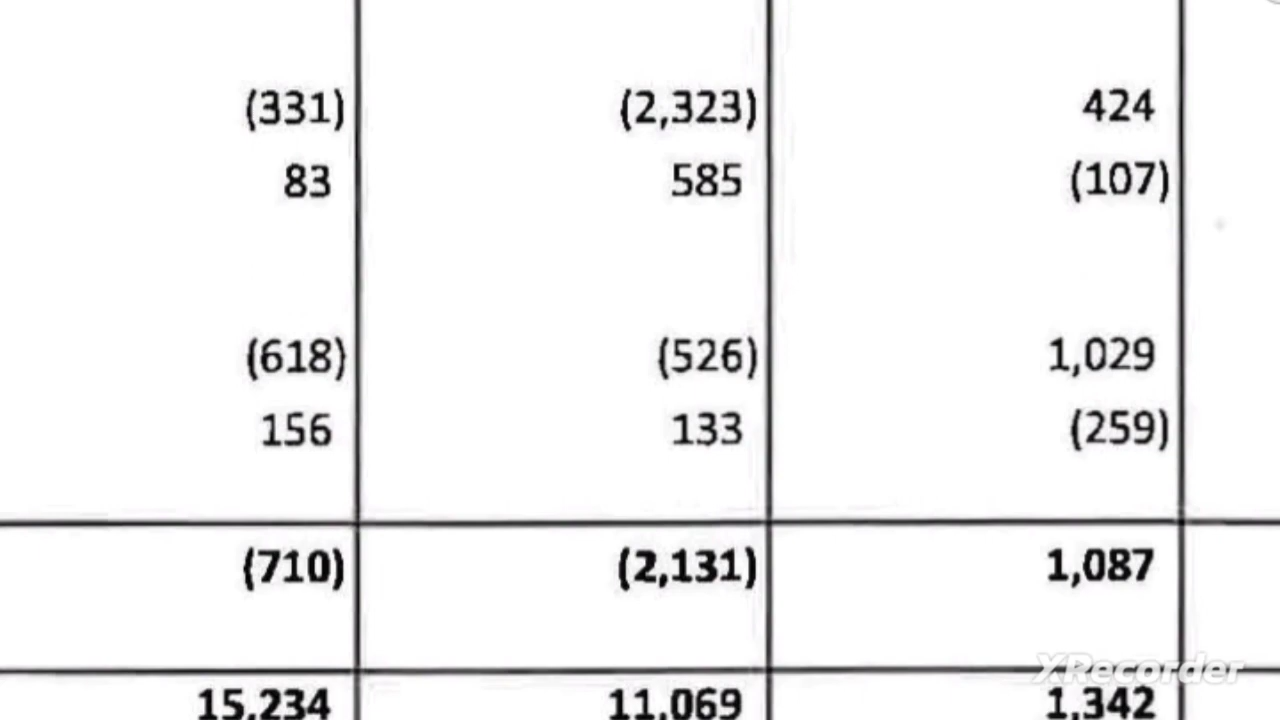 (331) (2,323) 424
83 585 (107)
(618) (526) 1,029
156 133 (259)
(710) (2,131) 1,087
XRecorder
15,234 11,069 1,342